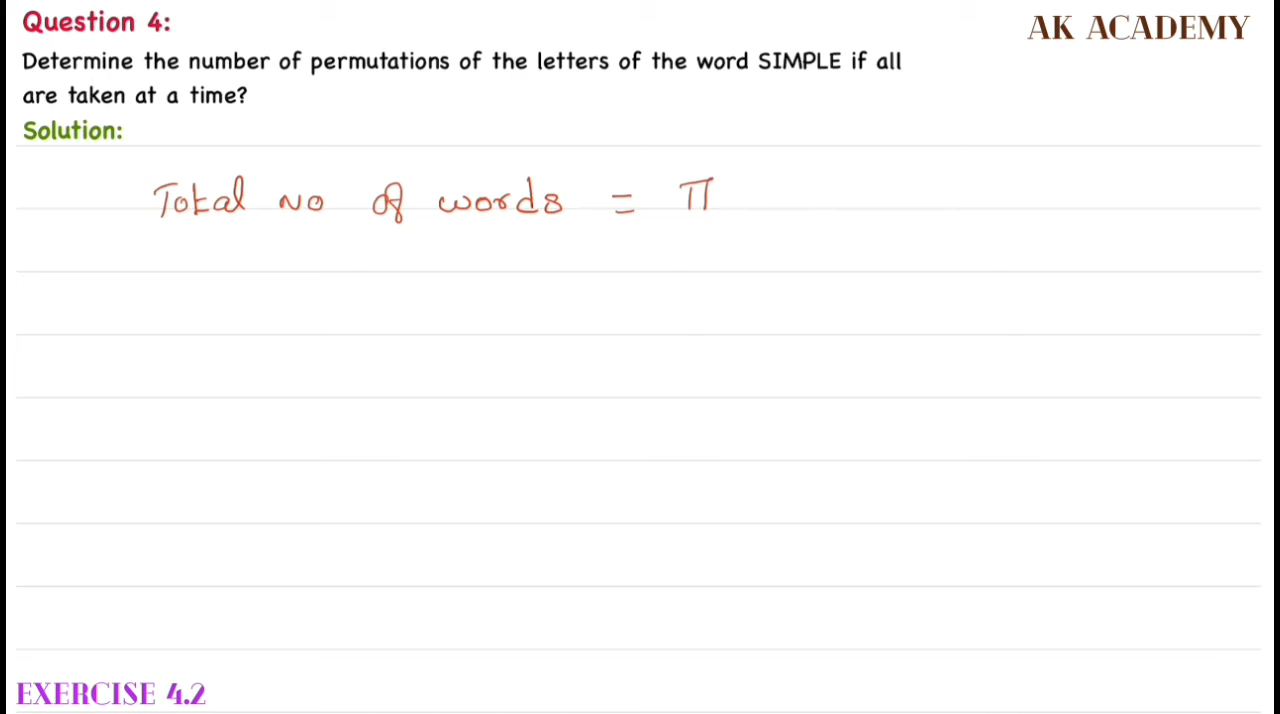 Question 4:
AK ACADEMY
Determine the number of permutations of the letters of the word SIMPLE if all
are taken at a time?
Solution:
Total no of words =
EXERCISE 4.2